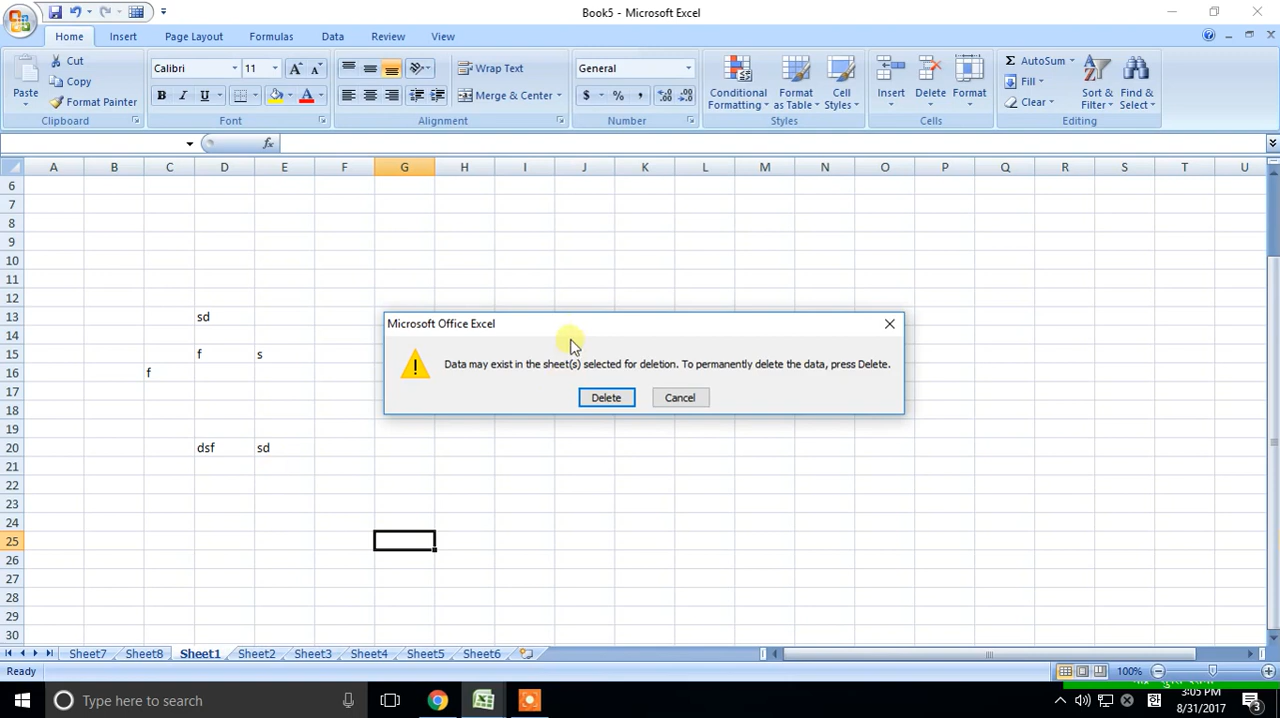 Book5 - Microsoft Excel
Home Insert Page Layout Formulas Data Review View
Paste
Cut
Copy
Format Painter
Clipboard
Calibri 11
B I U
Font
Wrap Text
Merge & Center
Alignment
General
$ % ,
Number
Conditional Formatting
Format as Table
Cell Styles
Styles
Insert
Delete
Format
Cells
Σ AutoSum
Fill
Clear
Sort & Filter
Find & Select
Editing
fx
A B C D E F G H I J K L M N O P Q R S T U
6
7
8
9
10
11
12
13 sd
14
15 f s
16 f
17
18
19
20 dsf sd
21
22
23
24
25
26
27
28
29
30
Microsoft Office Excel
Data may exist in the sheet(s) selected for deletion. To permanently delete the data, press Delete.
Delete Cancel
Sheet7 Sheet8 Sheet1 Sheet2 Sheet3 Sheet4 Sheet5 Sheet6
Ready 100%
Type here to search
한
3:05 PM
8/31/2017
3